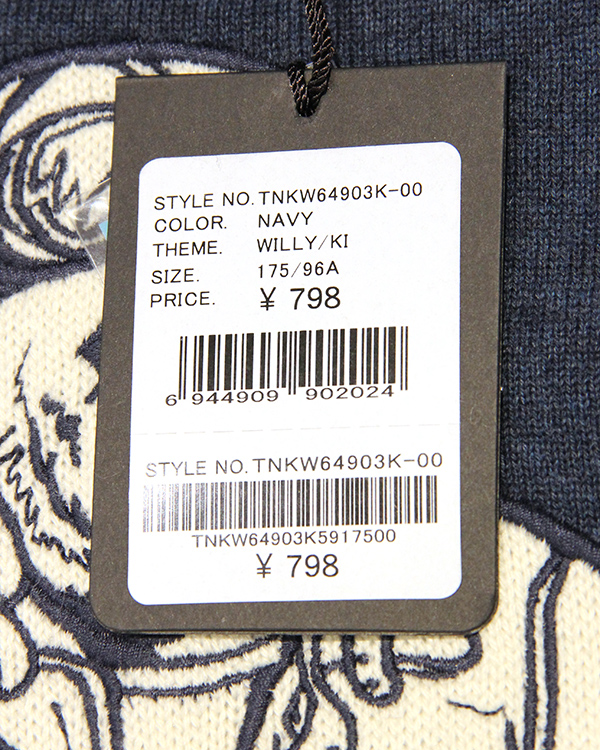 STYLE NO. TNKW64903K-00
COLOR. NAVY
THEME. WILLY/KI
SIZE. 175/96A
PRICE. ¥ 798
6 944909 902024
STYLE NO. TNKW64903K-00
TNKW64903K5917500
¥ 798